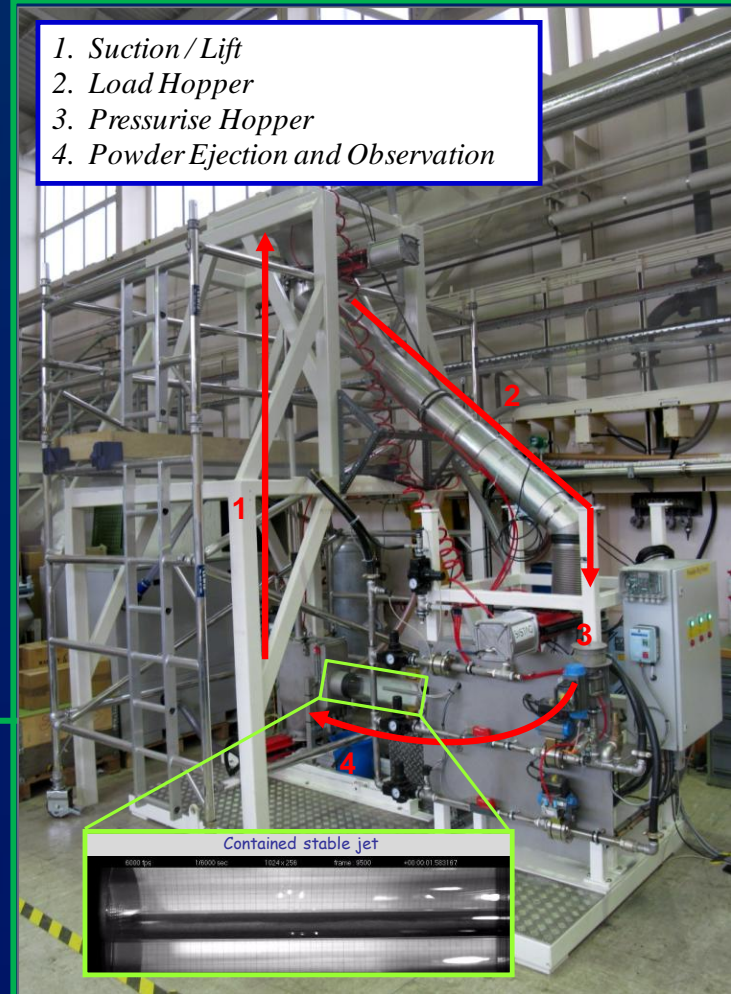 1. Suction / Lift
2. Load Hopper
3. Pressurise Hopper
4. Powder Ejection and Observation
2
1
3
4
Contained stable jet
6000 fps 1/6000 sec 1024 x 256 frame : 9500 +00:00:01.583167